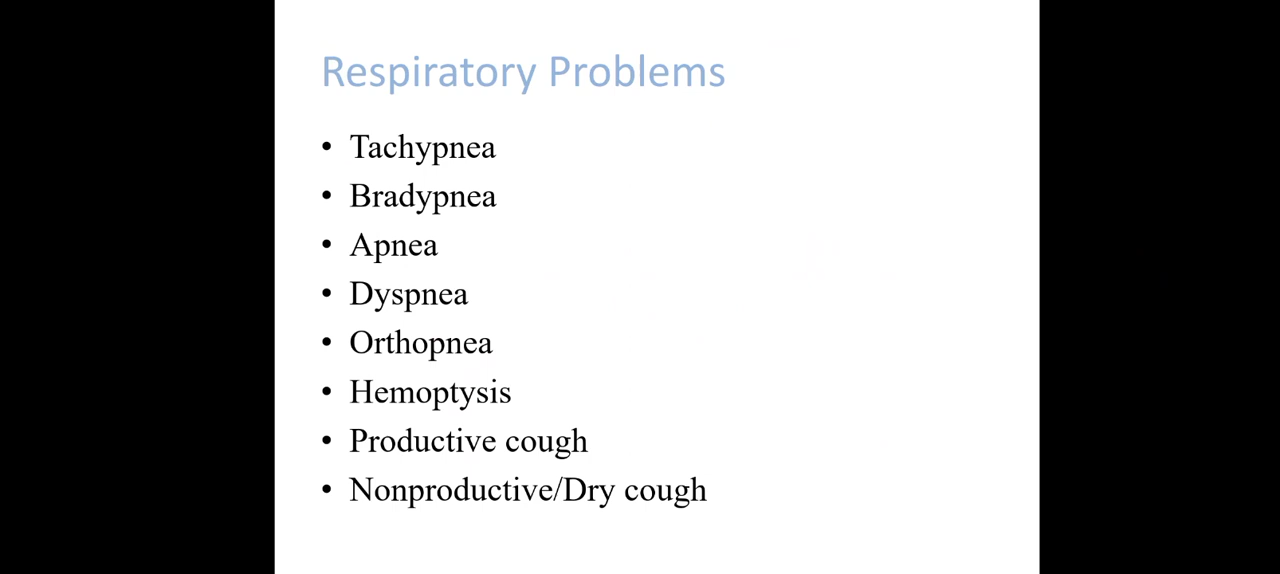 Respiratory Problems
• Tachypnea
• Bradypnea
• Apnea
• Dyspnea
• Orthopnea
• Hemoptysis
• Productive cough
• Nonproductive/Dry cough